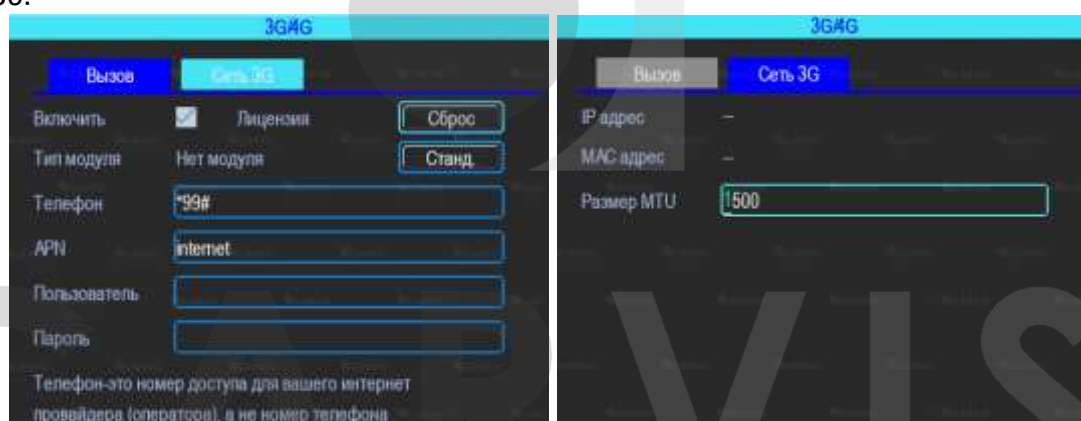 3G/4G
Вызов Сеть 3G
Включить Лицензия Сброс
Тип модуля Нет модуля Станд.
Телефон *99#
APN internet
Пользователь
Пароль
Телефон-это номер доступа для вашего интернет
провайдера (оператора), а не номер телефона
3G/4G
Вызов Сеть 3G
IP адрес --
MAC адрес --
Размер MTU 1500